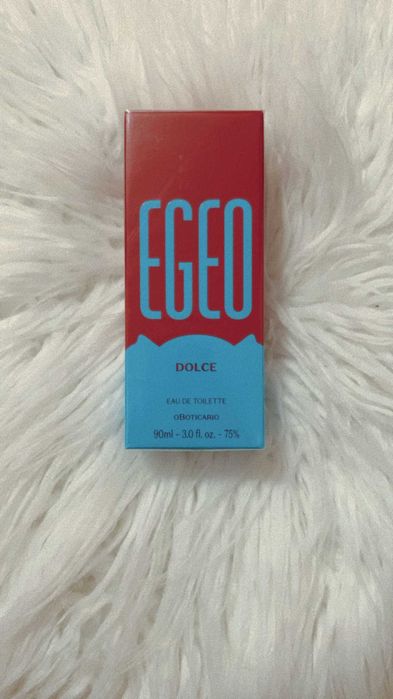 EGEO
DOLCE
EAU DE TOILETTE
oBOTICÁRIO
90ml - 3.0 fl. oz. - 75%